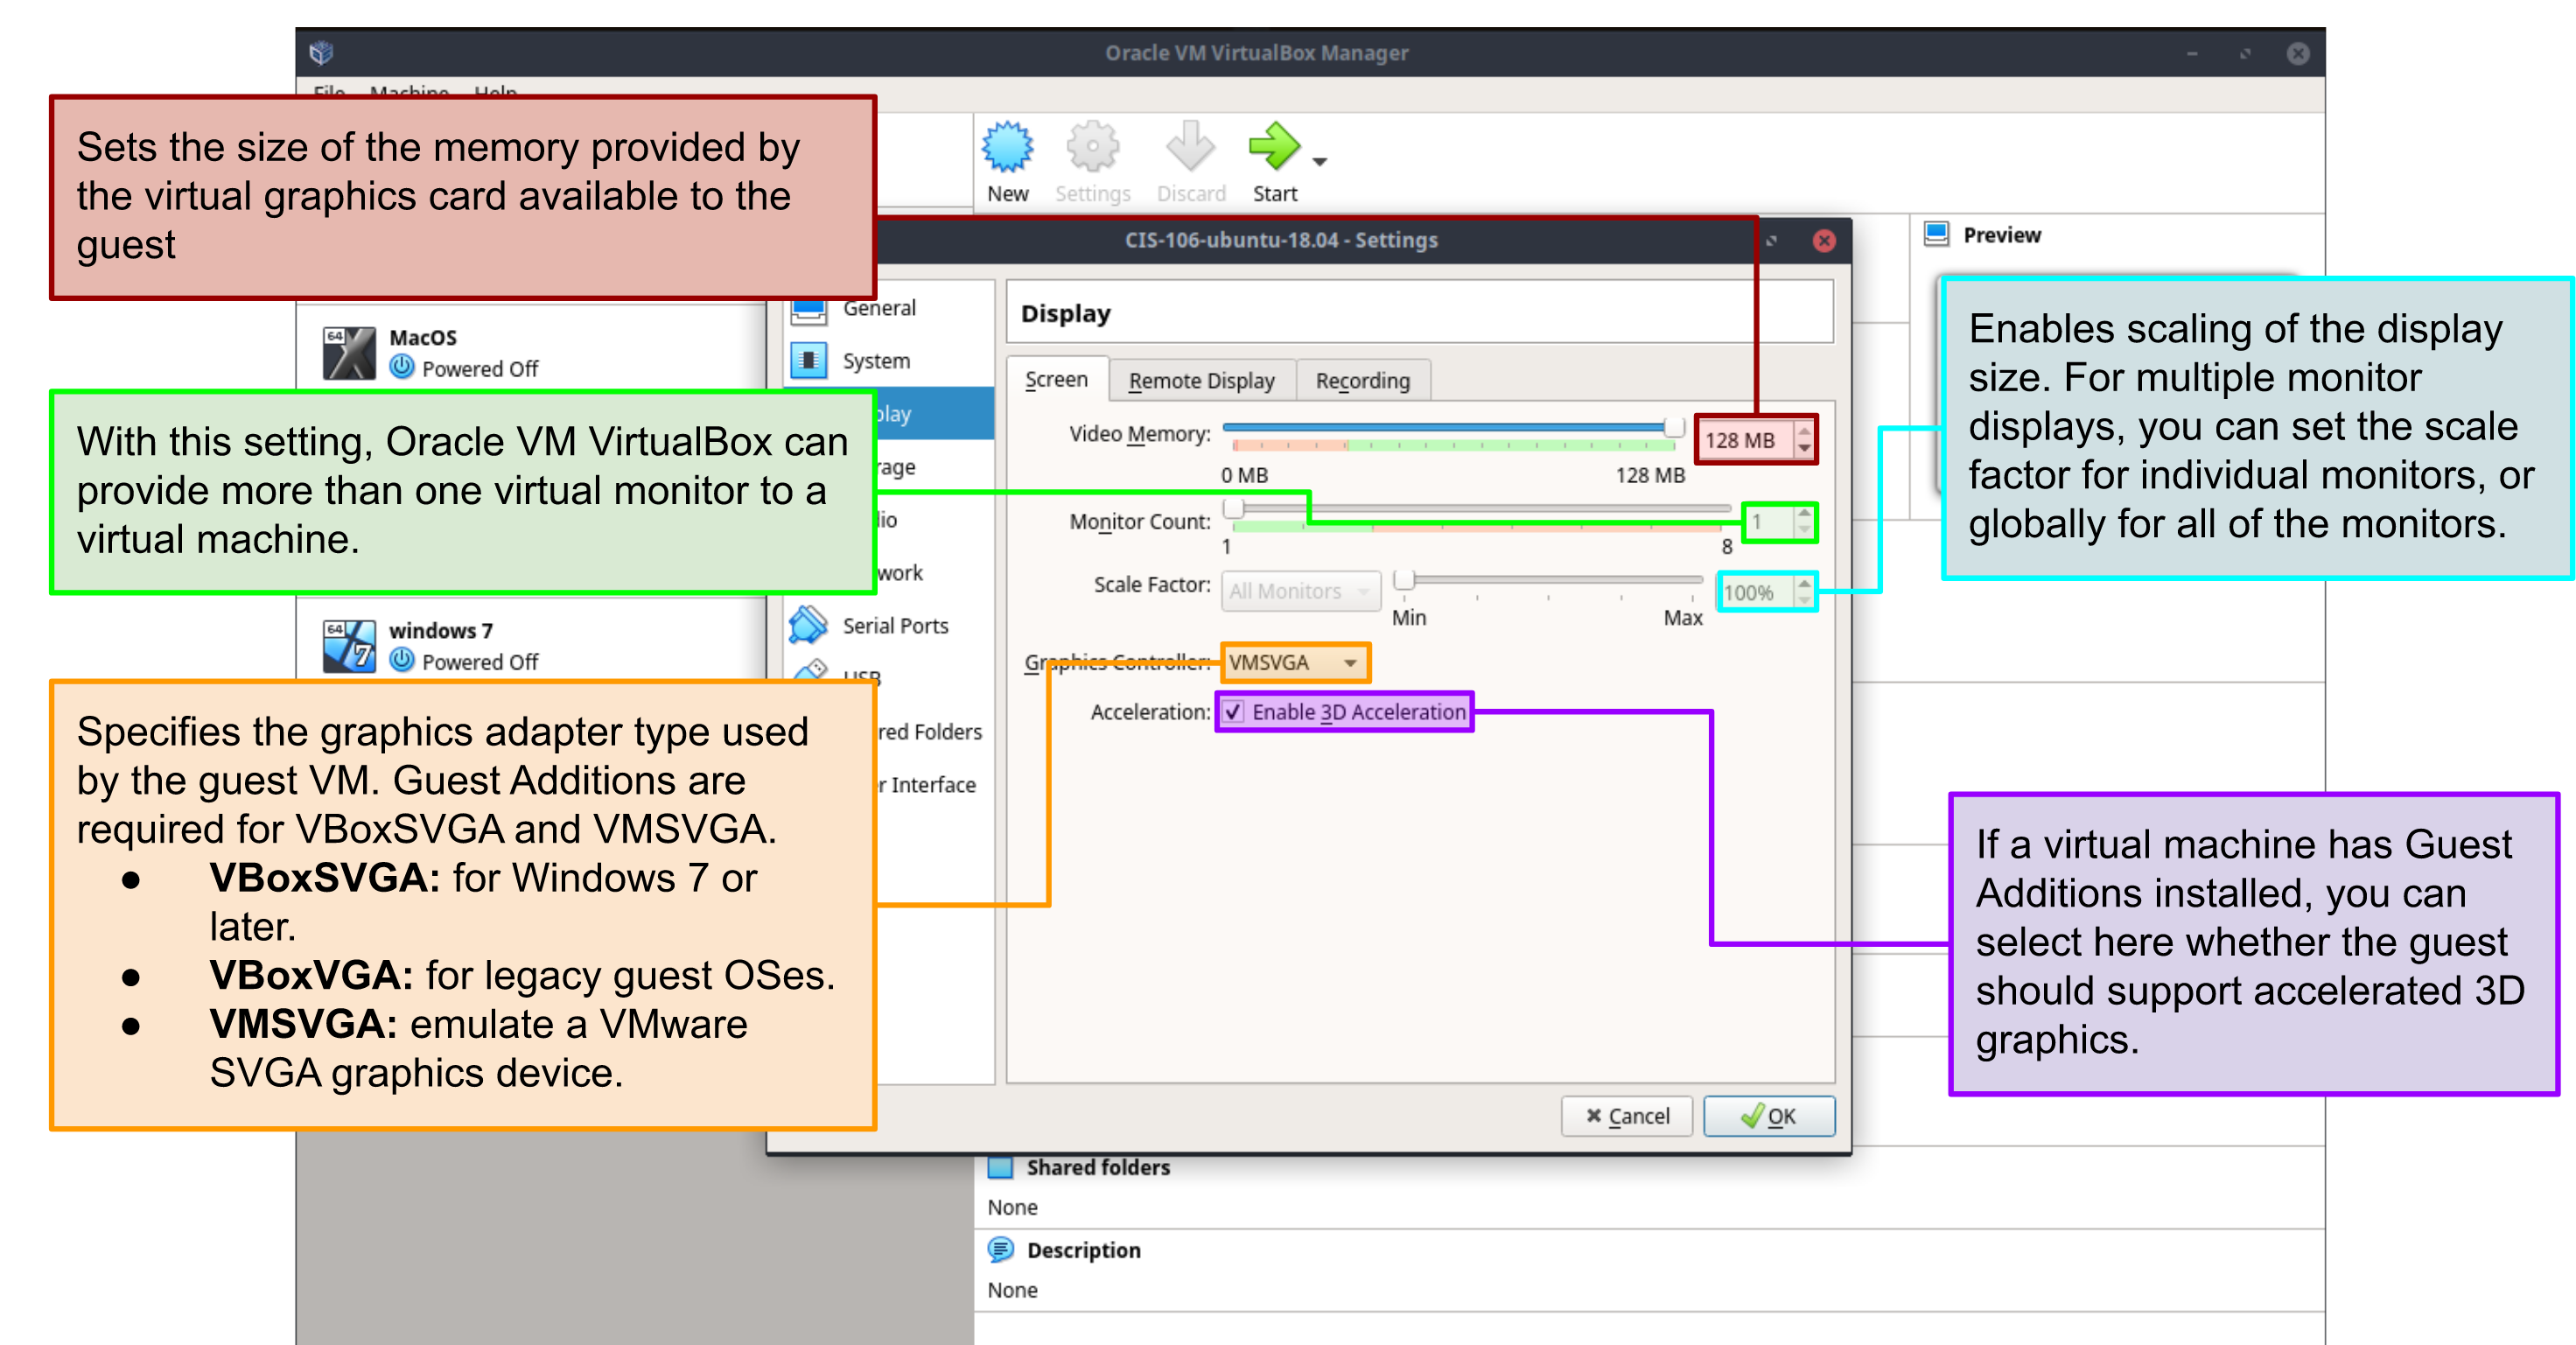 Oracle VM VirtualBox Manager
File Machine Help
Sets the size of the memory provided by
the virtual graphics card available to the
guest
New Settings Discard Start
CIS-106-ubuntu-18.04 - Settings
Preview
General
Display
MacOS
Powered Off
System
Screen Remote Display Recording
Enables scaling of the display
size. For multiple monitor
displays, you can set the scale
factor for individual monitors, or
globally for all of the monitors.
With this setting, Oracle VM VirtualBox can
provide more than one virtual monitor to a
virtual machine.
play
Video Memory: 128 MB
0 MB 128 MB
rage
Monitor Count: 1
1 8
io
work
Scale Factor: All Monitors 100%
Min Max
windows 7
Powered Off
Serial Ports
Graphics Controller: VMSVGA
USB
Acceleration: Enable 3D Acceleration
red Folders
r Interface
Specifies the graphics adapter type used
by the guest VM. Guest Additions are
required for VBoxSVGA and VMSVGA.
● VBoxSVGA: for Windows 7 or
later.
● VBoxVGA: for legacy guest OSes.
● VMSVGA: emulate a VMware
SVGA graphics device.
If a virtual machine has Guest
Additions installed, you can
select here whether the guest
should support accelerated 3D
graphics.
Cancel OK
Shared folders
None
Description
None